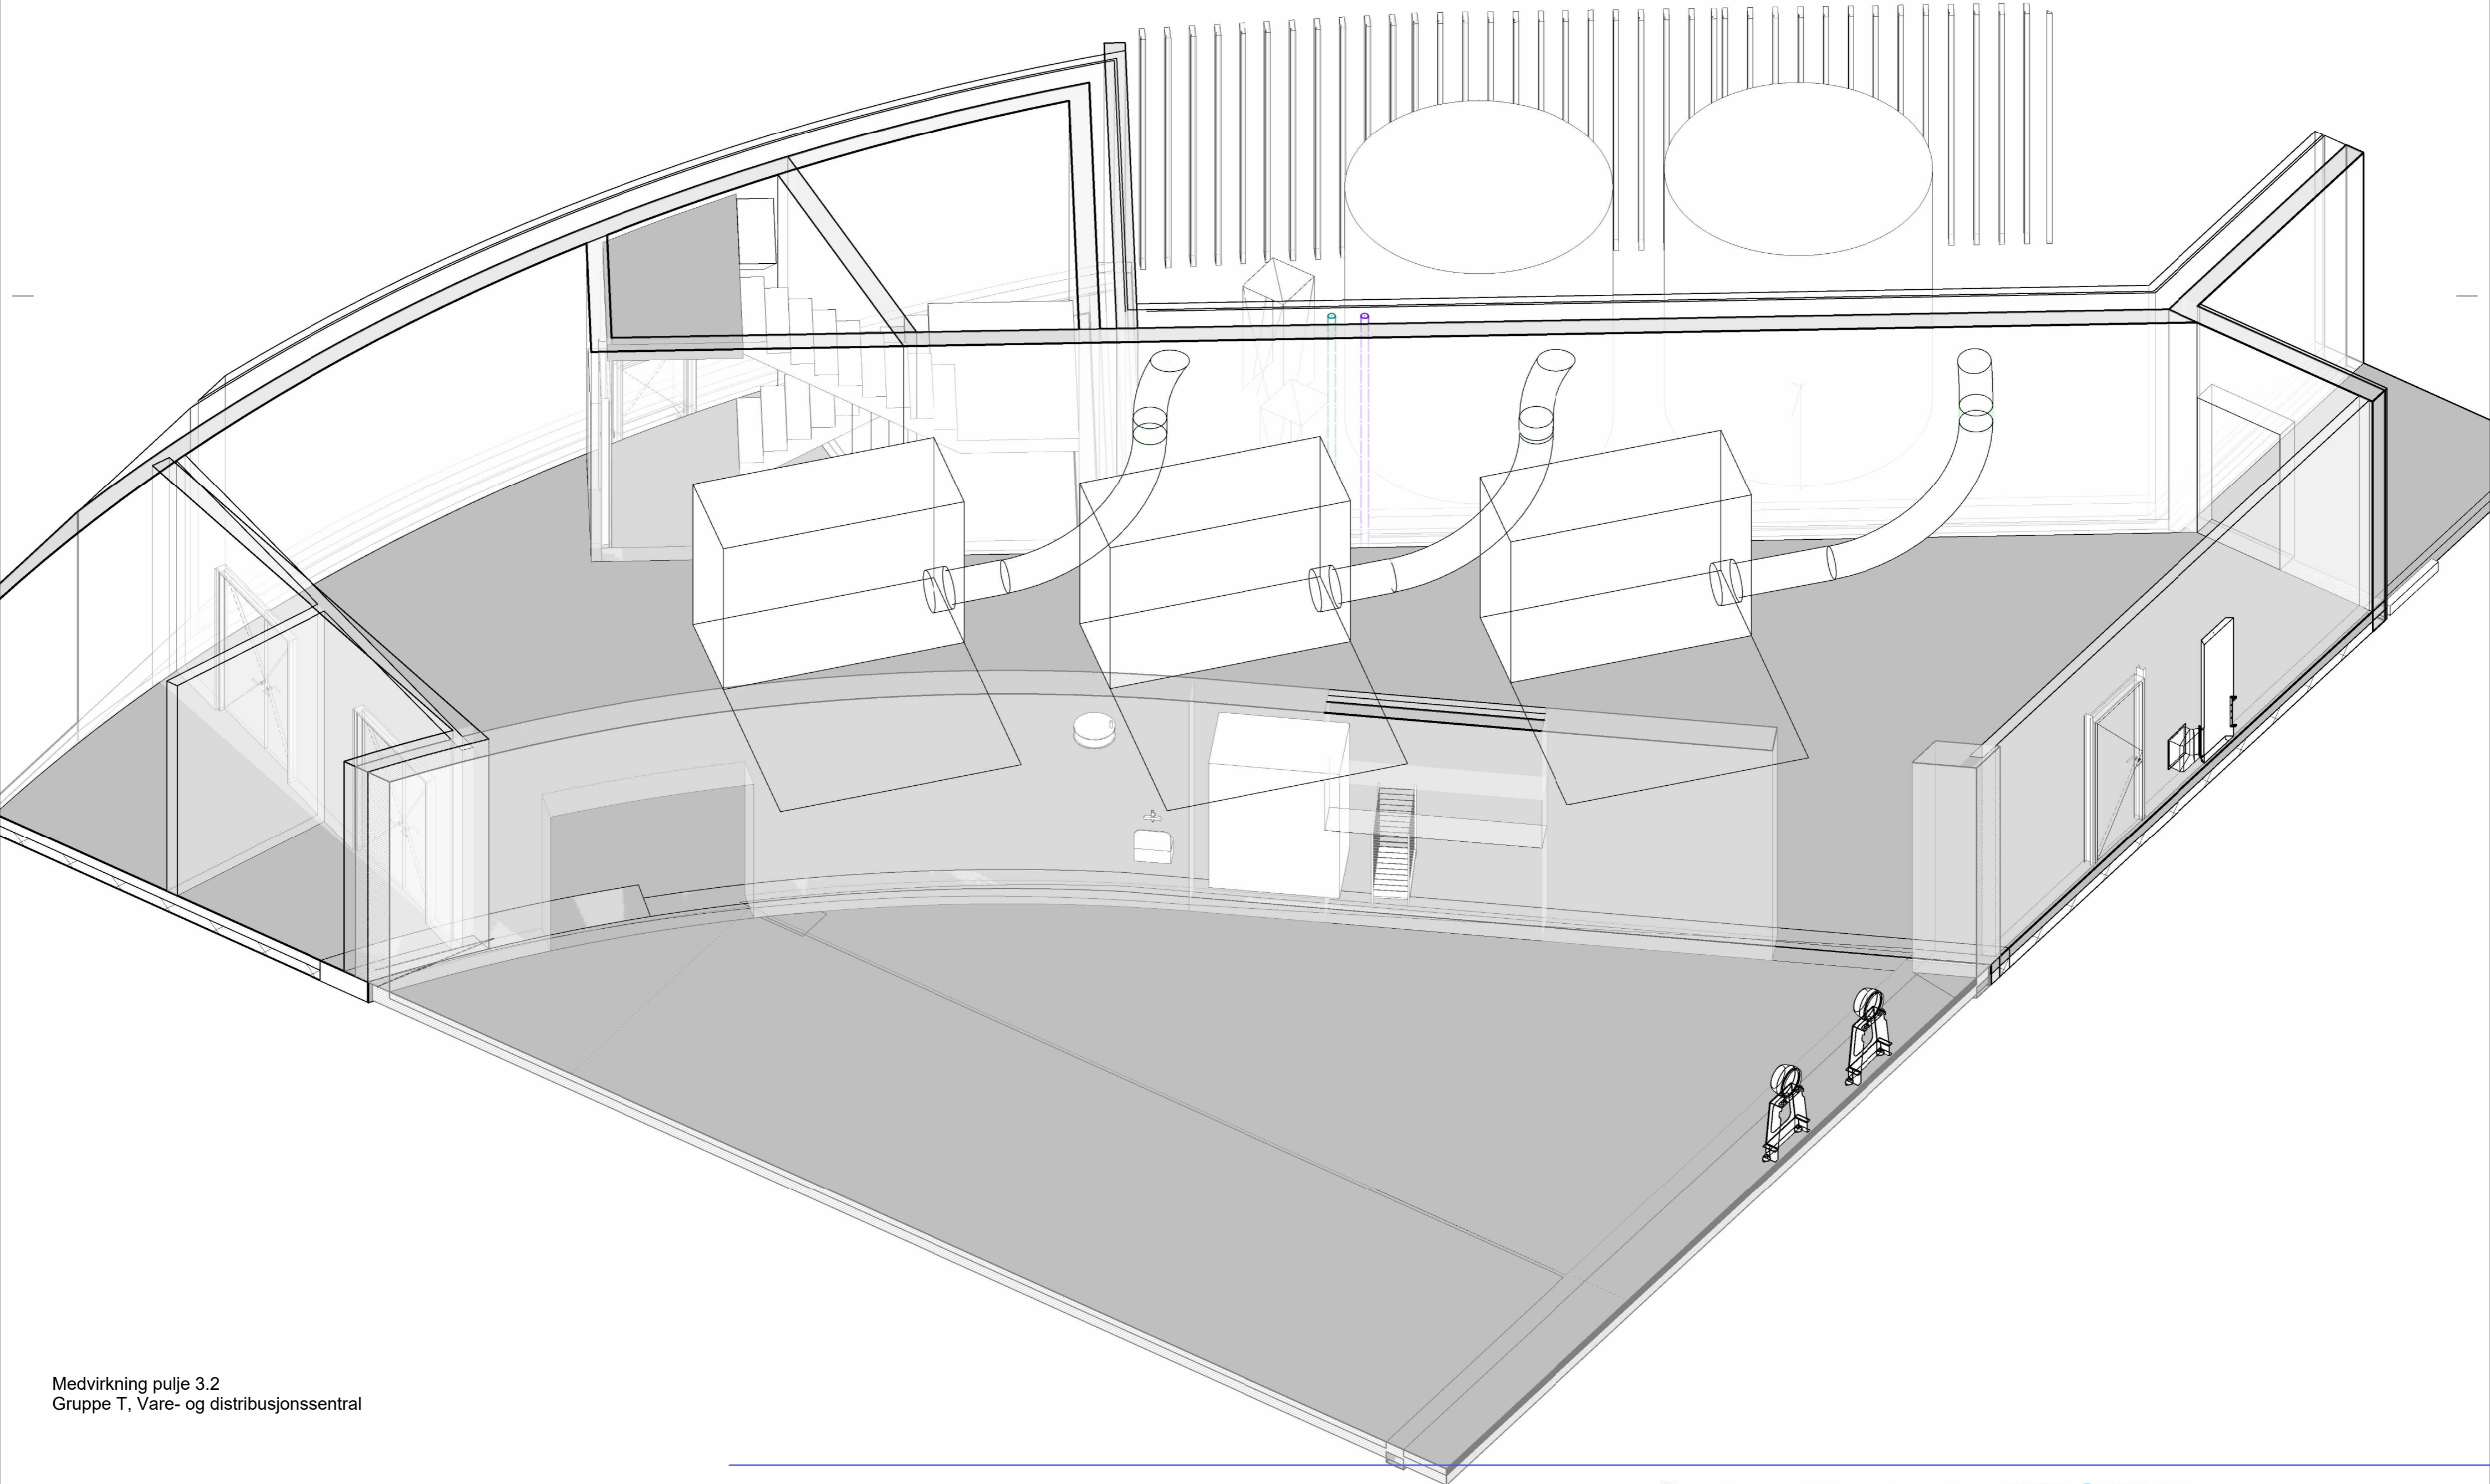 Medvirkning pulje 3.2
Gruppe T, Vare- og distribusjonssentral